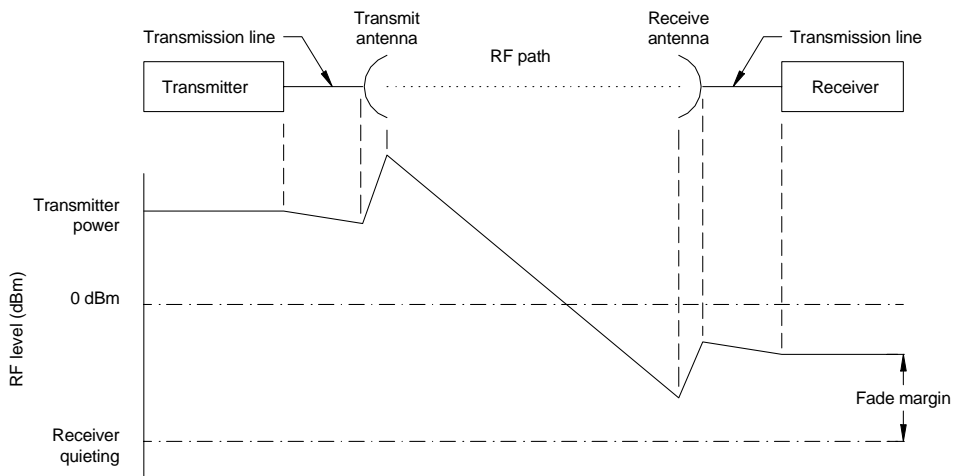 Transmit
antenna
Receive
antenna
Transmission line
RF path
Transmission line
Transmitter
Receiver
Transmitter
power
0 dBm
RF level (dBm)
Fade margin
Receiver
quieting